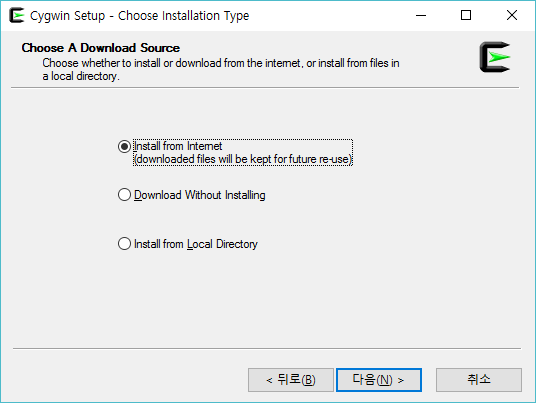 Cygwin Setup - Choose Installation Type
Choose A Download Source
Choose whether to install or download from the internet, or install from files in
a local directory.
Install from Internet
(downloaded files will be kept for future re-use)
Download Without Installing
Install from Local Directory
< 뒤로(B)
다음(N) >
취소